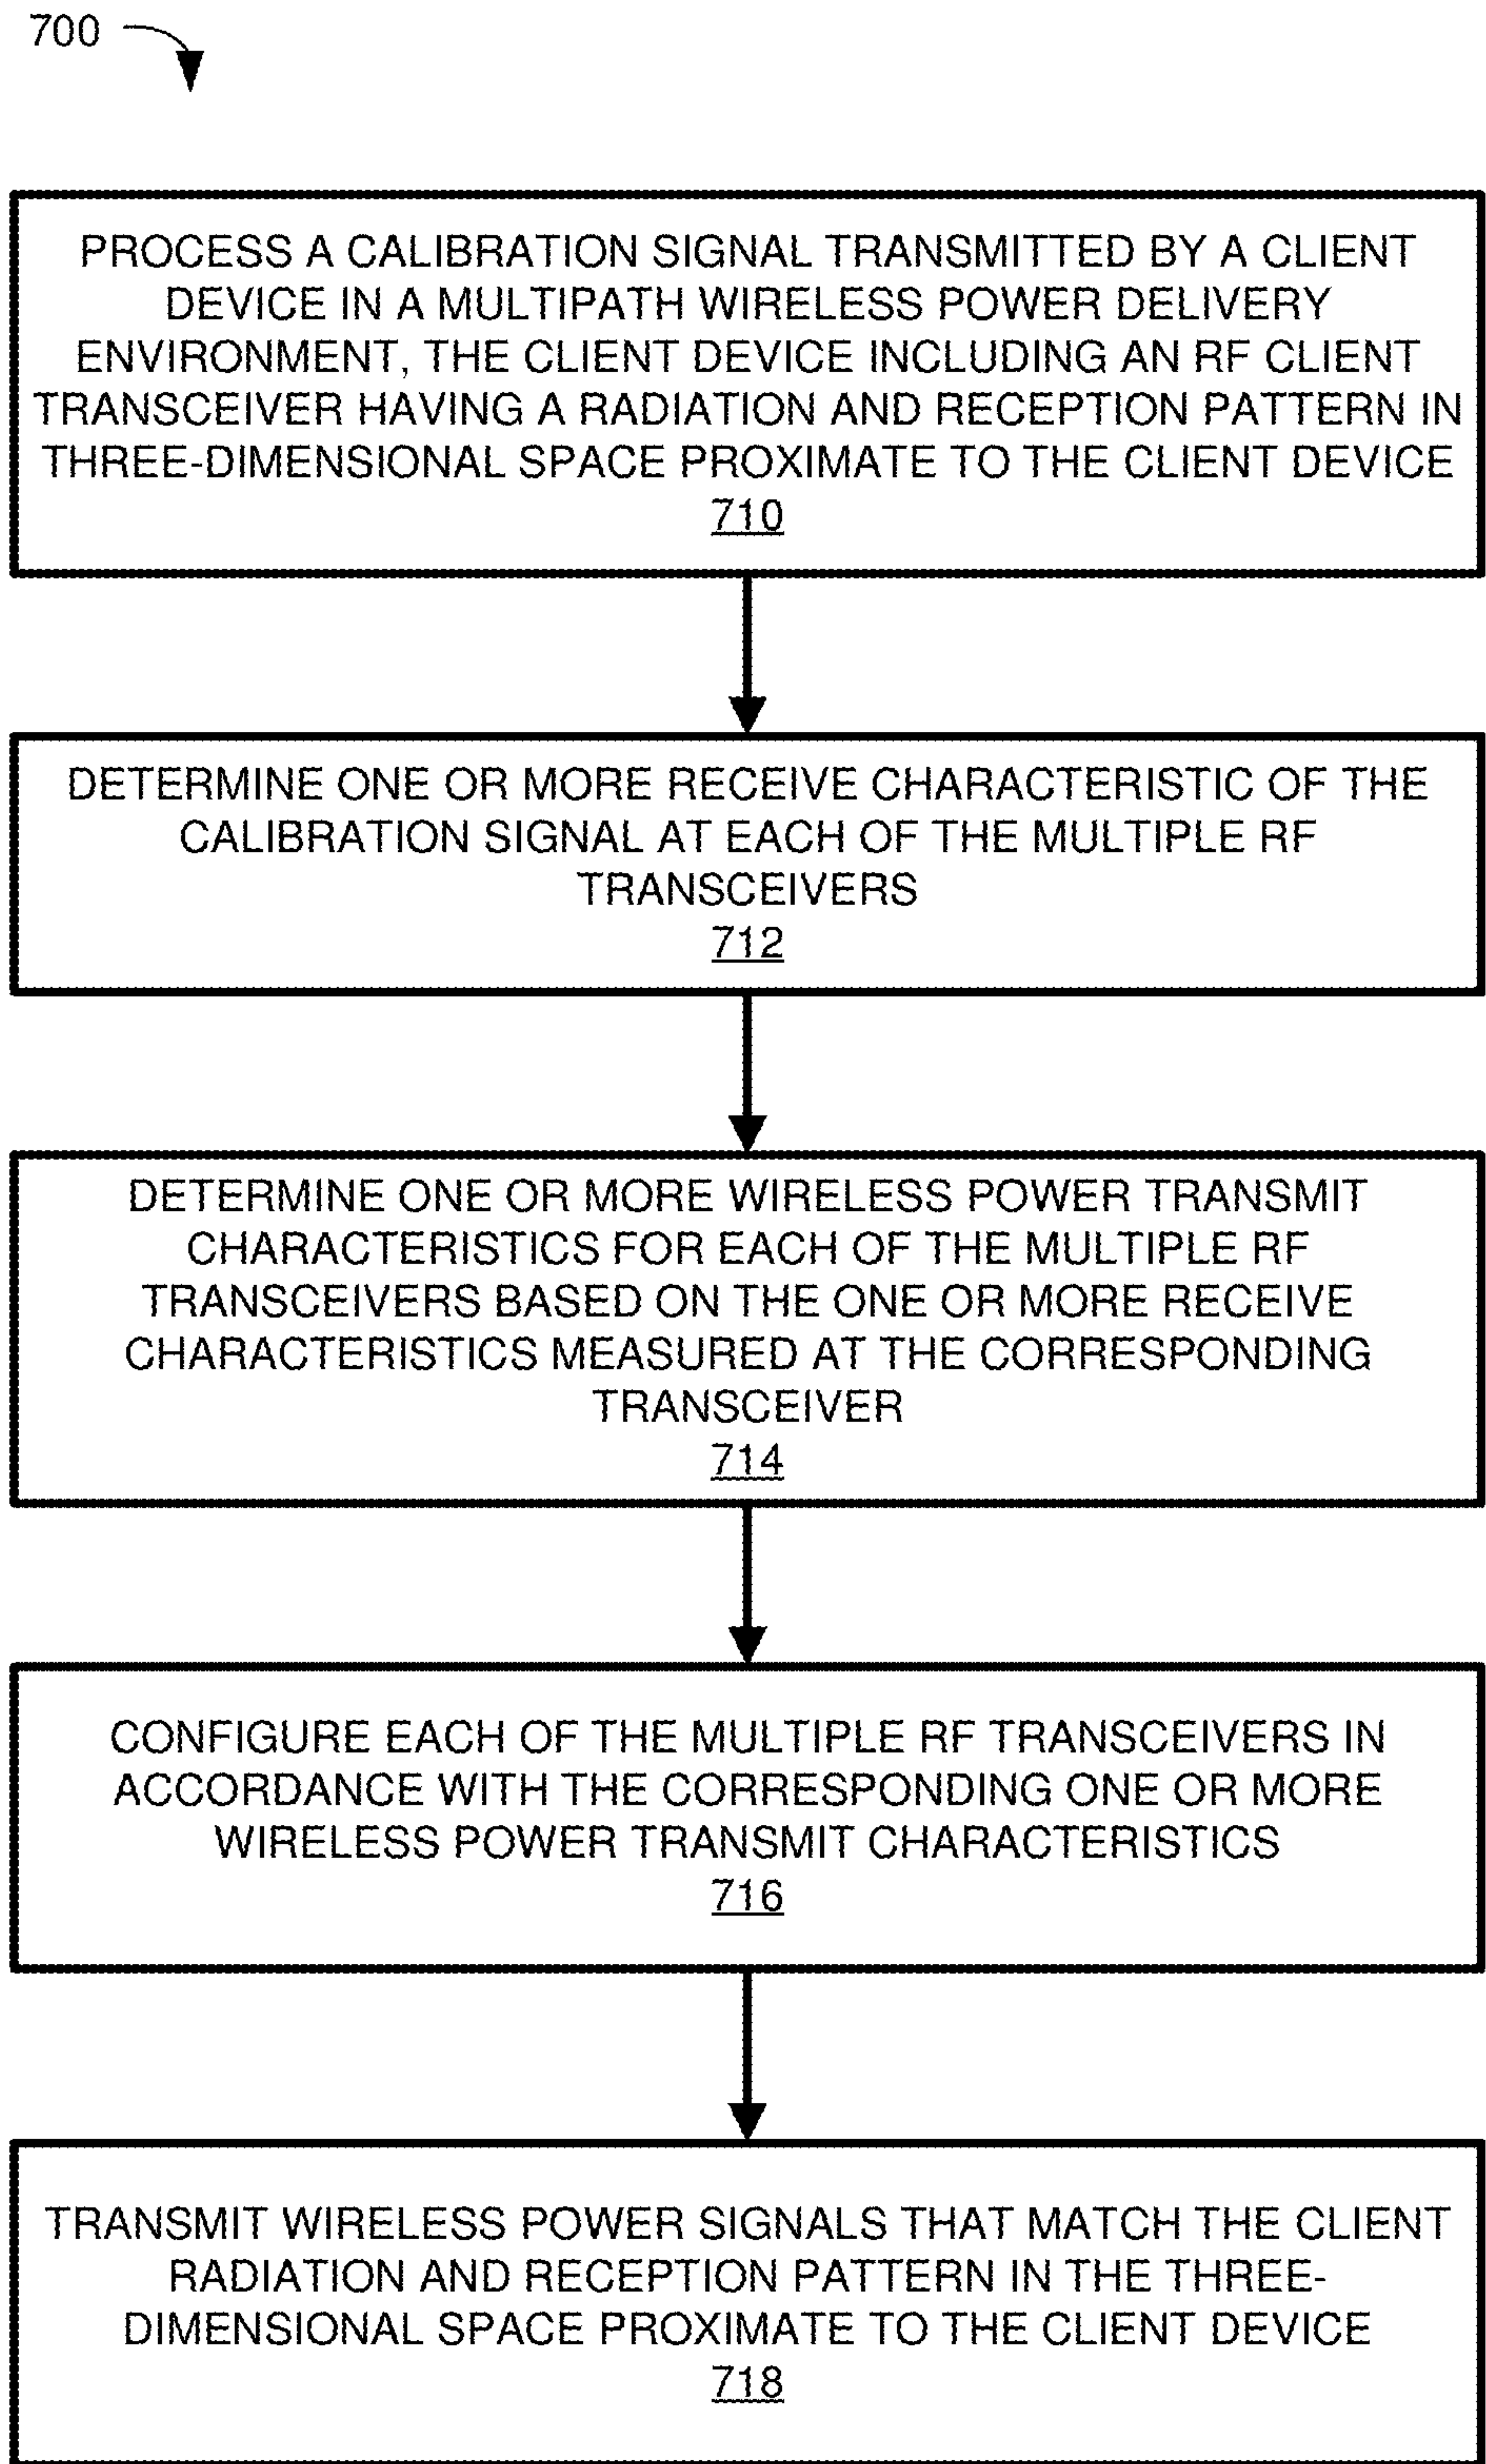 700
PROCESS A CALIBRATION SIGNAL TRANSMITTED BY A CLIENT
DEVICE IN A MULTIPATH WIRELESS POWER DELIVERY
ENVIRONMENT, THE CLIENT DEVICE INCLUDING AN RF CLIENT
TRANSCEIVER HAVING A RADIATION AND RECEPTION PATTERN IN
THREE-DIMENSIONAL SPACE PROXIMATE TO THE CLIENT DEVICE
710
DETERMINE ONE OR MORE RECEIVE CHARACTERISTIC OF THE
CALIBRATION SIGNAL AT EACH OF THE MULTIPLE RF
TRANSCEIVERS
712
DETERMINE ONE OR MORE WIRELESS POWER TRANSMIT
CHARACTERISTICS FOR EACH OF THE MULTIPLE RF
TRANSCEIVERS BASED ON THE ONE OR MORE RECEIVE
CHARACTERISTICS MEASURED AT THE CORRESPONDING
TRANSCEIVER
714
CONFIGURE EACH OF THE MULTIPLE RF TRANSCEIVERS IN
ACCORDANCE WITH THE CORRESPONDING ONE OR MORE
WIRELESS POWER TRANSMIT CHARACTERISTICS
716
TRANSMIT WIRELESS POWER SIGNALS THAT MATCH THE CLIENT
RADIATION AND RECEPTION PATTERN IN THE THREE-
DIMENSIONAL SPACE PROXIMATE TO THE CLIENT DEVICE
718